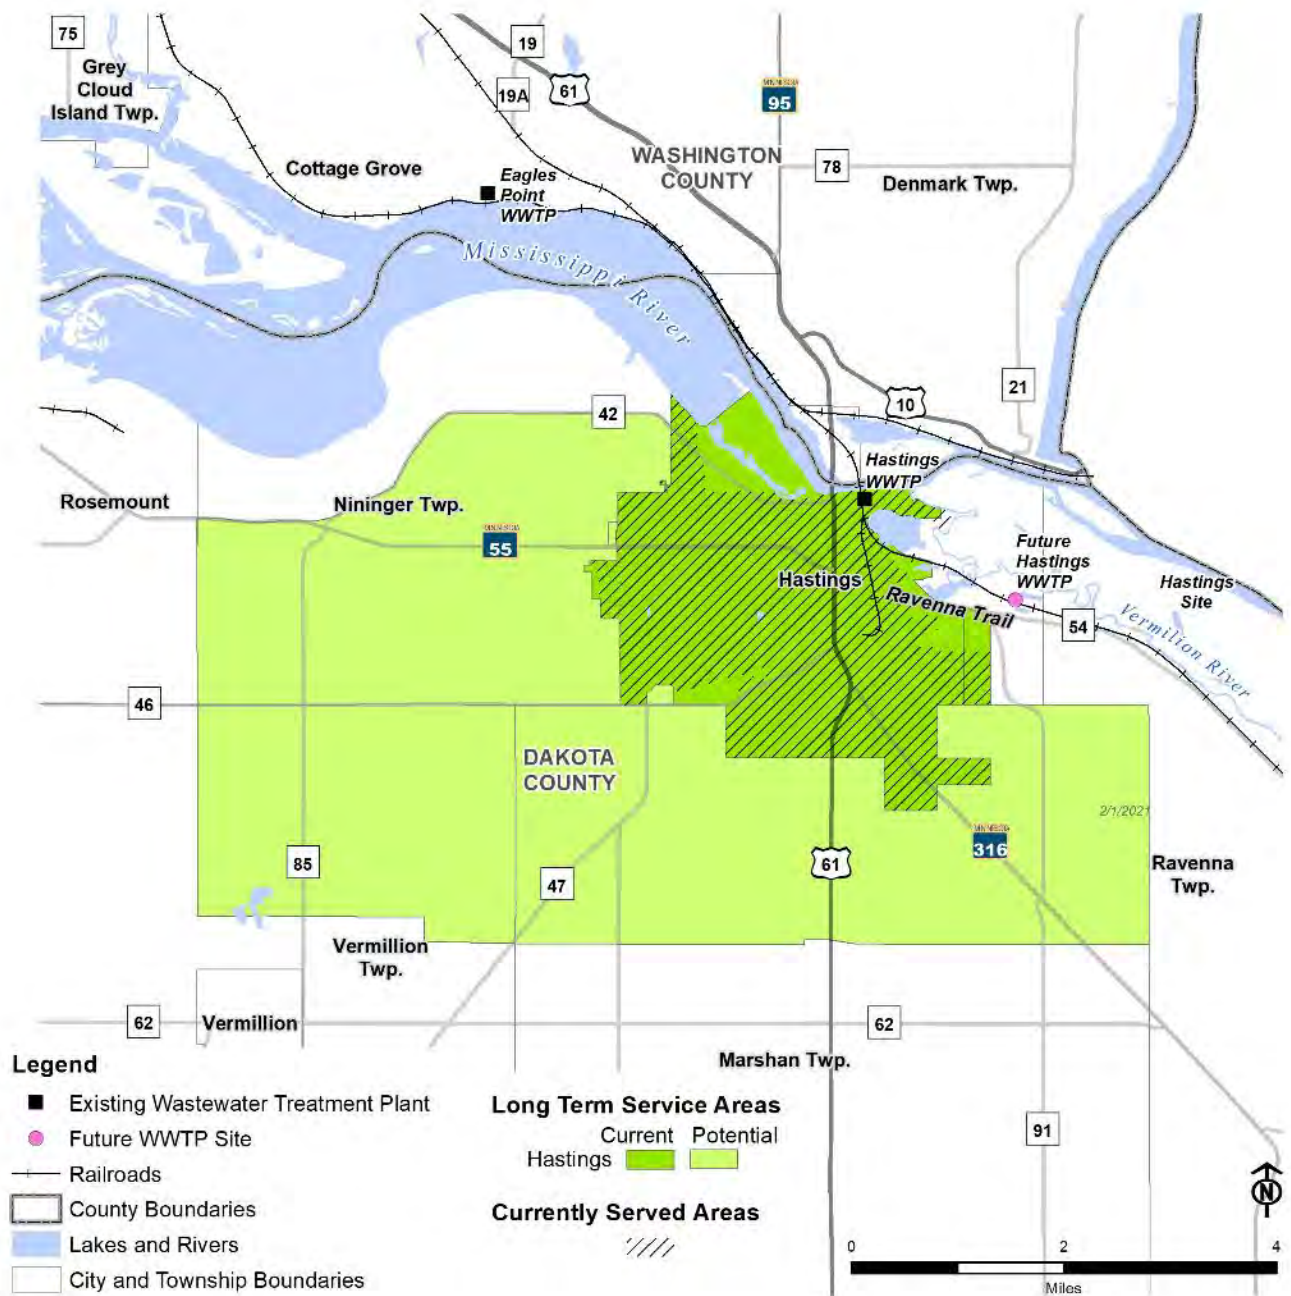 75
Grey
Cloud
Island Twp.
19
19A
61
MINNESOTA
95
Cottage Grove
Eagles
Point
WWTP
WASHINGTON
COUNTY
78
Denmark Twp.
Mississippi River
21
10
42
Hastings
WWTP
Rosemount
Nininger Twp.
MINNESOTA
55
Hastings
Future
Hastings
WWTP
Hastings
Site
Ravenna Trail
54
Vermilion River
46
DAKOTA
COUNTY
2/1/2021
MINNESOTA
316
85
47
61
Ravenna
Twp.
Vermillion
Twp.
62
Vermillion
62
Marshan Twp.
91
Legend
Existing Wastewater Treatment Plant
Future WWTP Site
Railroads
County Boundaries
Lakes and Rivers
City and Township Boundaries
Long Term Service Areas
Current Potential
Hastings
Currently Served Areas
N
0 2 4
Miles